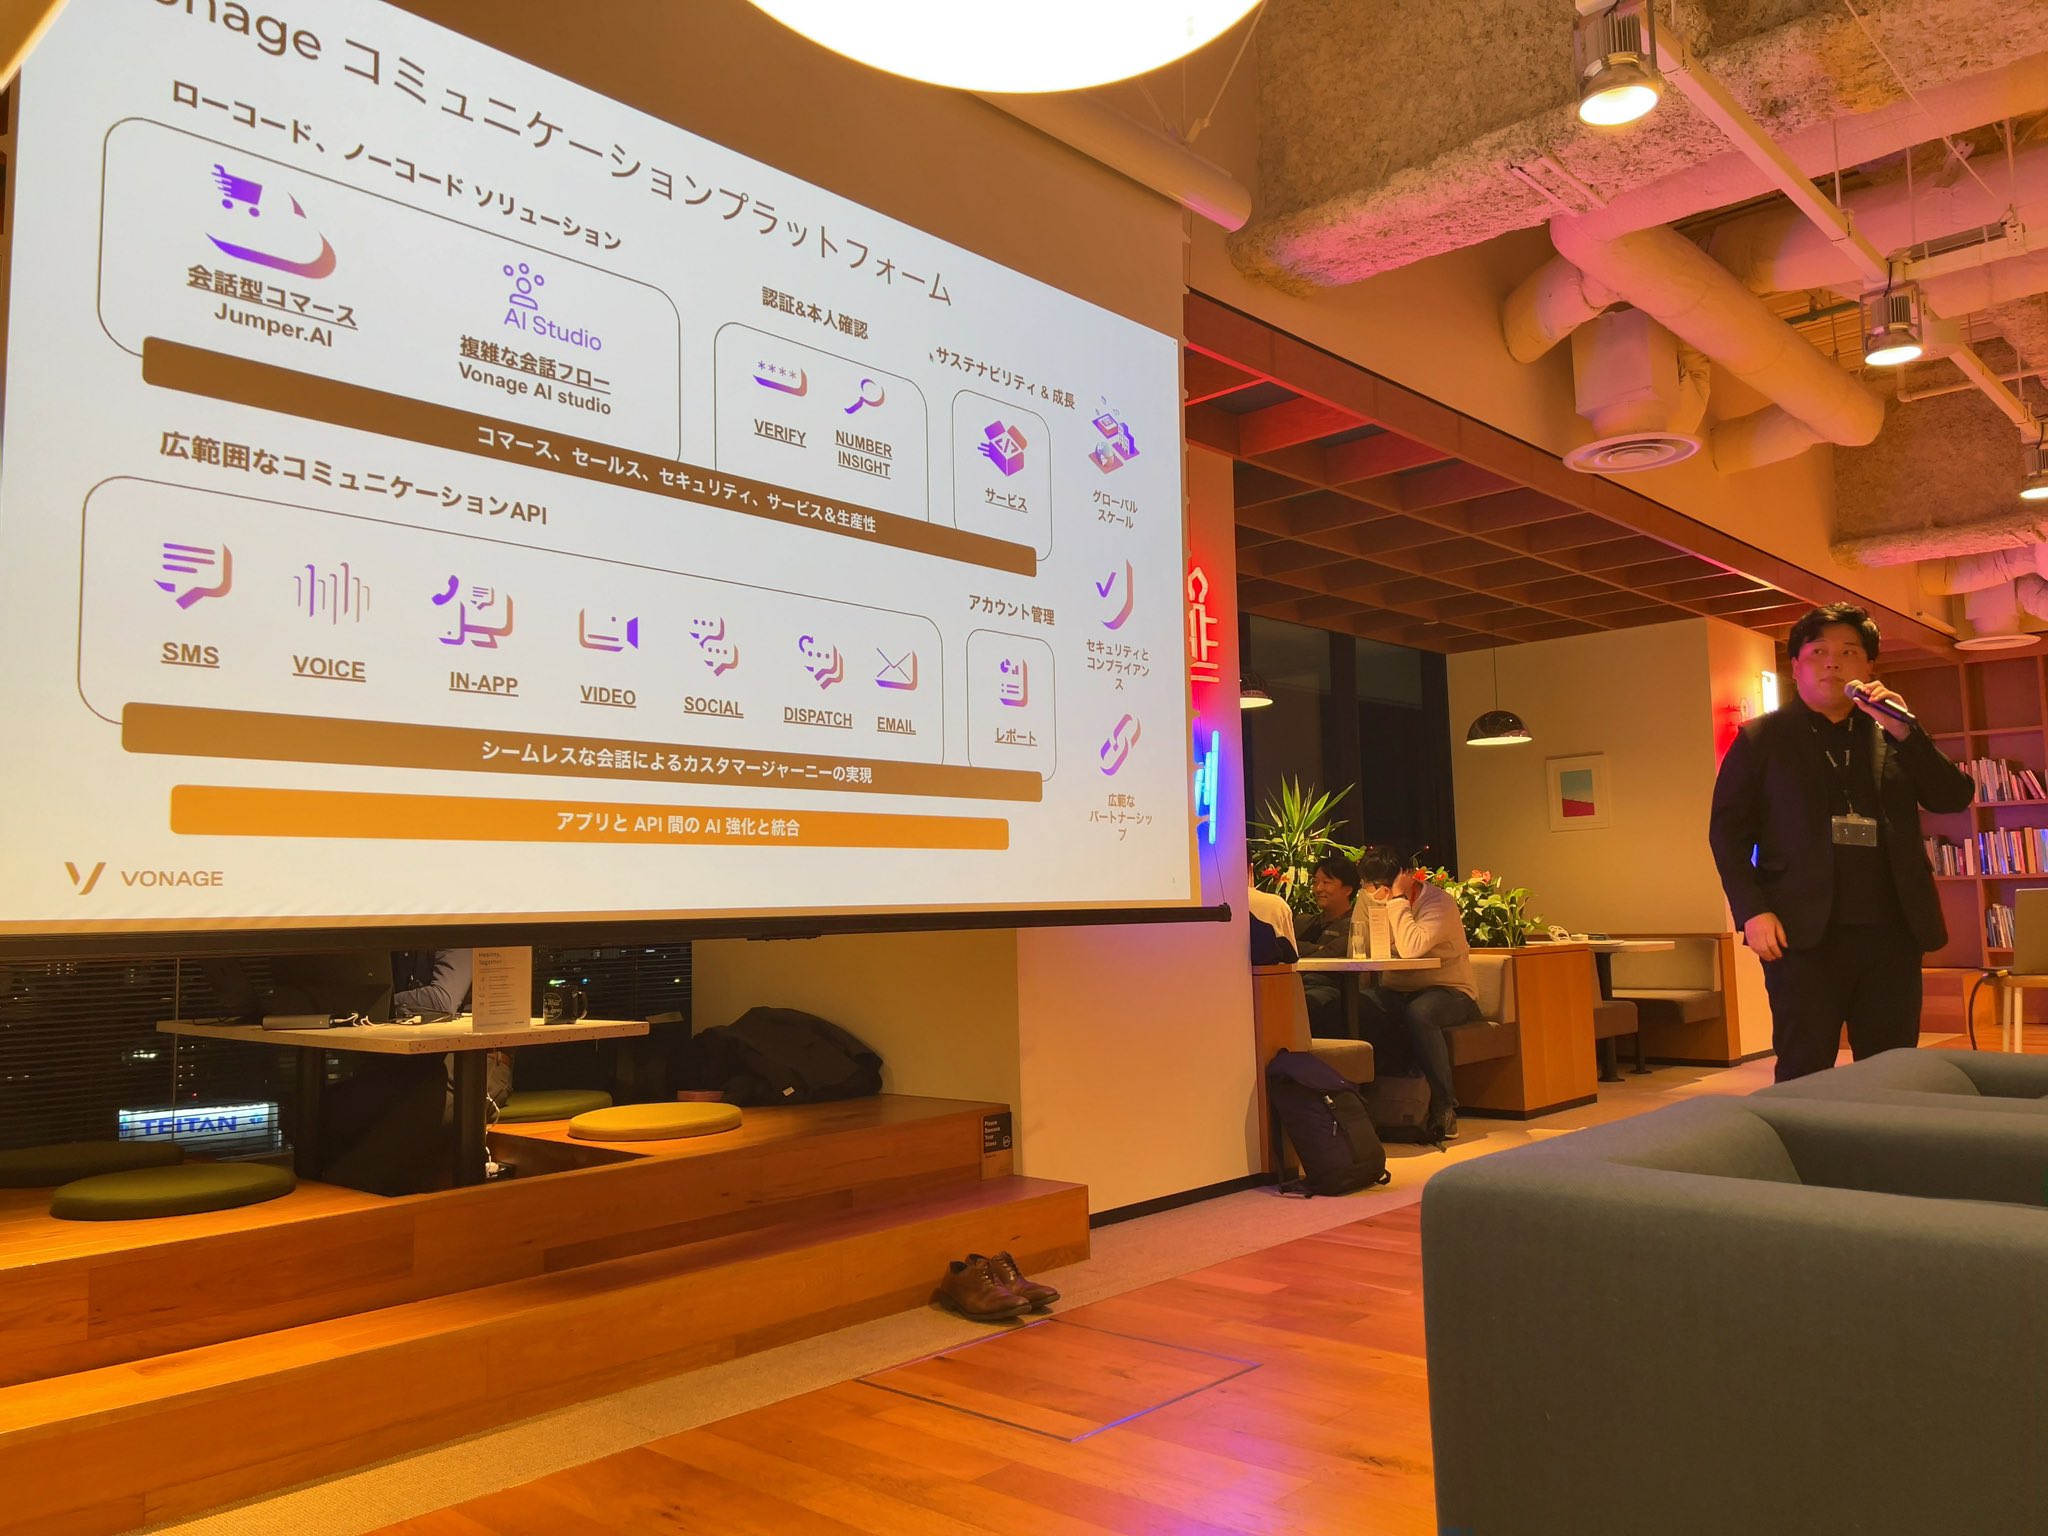 onage コミュニケーションプラットフォーム
ローコード、ノーコード ソリューション
会話型コマース
Jumper.AI
AI Studio
複雑な会話フロー
Vonage AI studio
認証&本人確認
****
VERIFY
NUMBER
INSIGHT
サステナビリティ & 成長
</>
サービス
コマース、セールス、セキュリティ、サービス&生産性
グローバル
スケール
セキュリティと
コンプライアン
ス
広範な
パートナーシッ
プ
広範囲なコミュニケーションAPI
SMS
VOICE
IN-APP
VIDEO
SOCIAL
DISPATCH
EMAIL
アカウント管理
レポート
シームレスな会話によるカスタマージャーニーの実現
アプリと API 間の AI 強化と統合
VONAGE
Healthy,
Together
TEITAN
Please
Remove
Your
Shoes